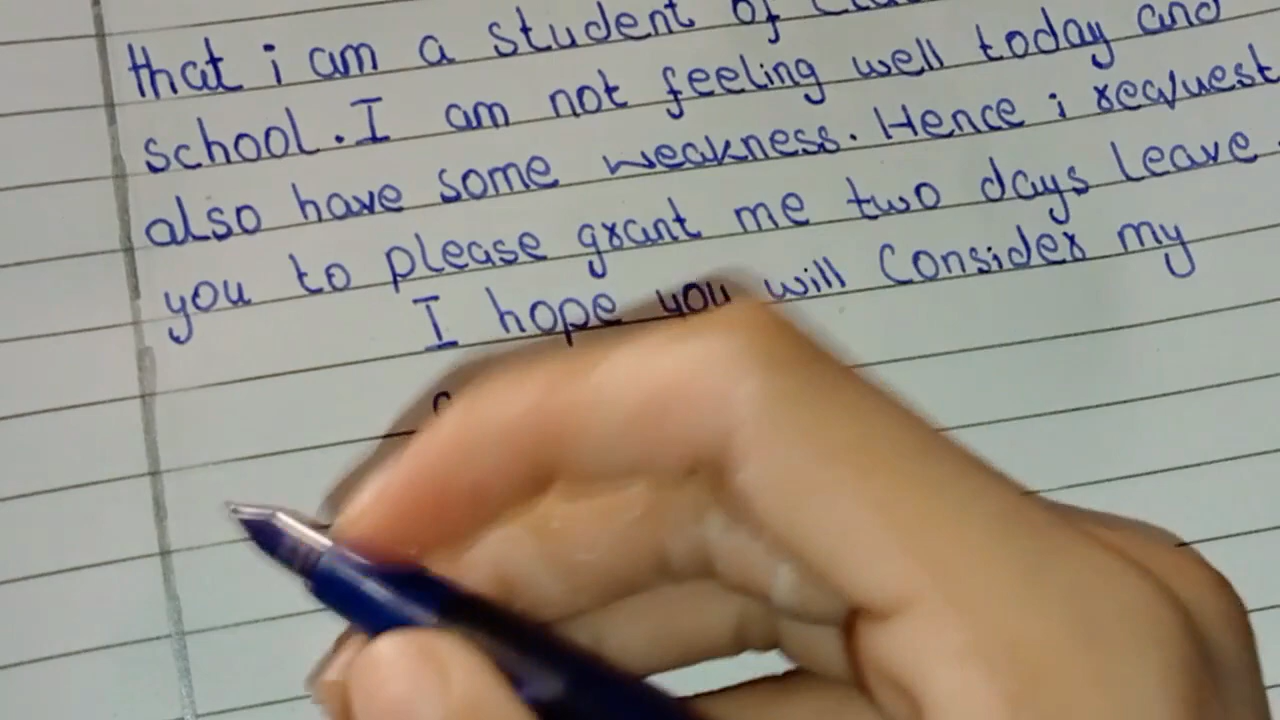 that i am a student of
school. I am not feeling well today and
also have some weakness. Hence i request
you to please grant me two days leave.
I hope you will Consider my